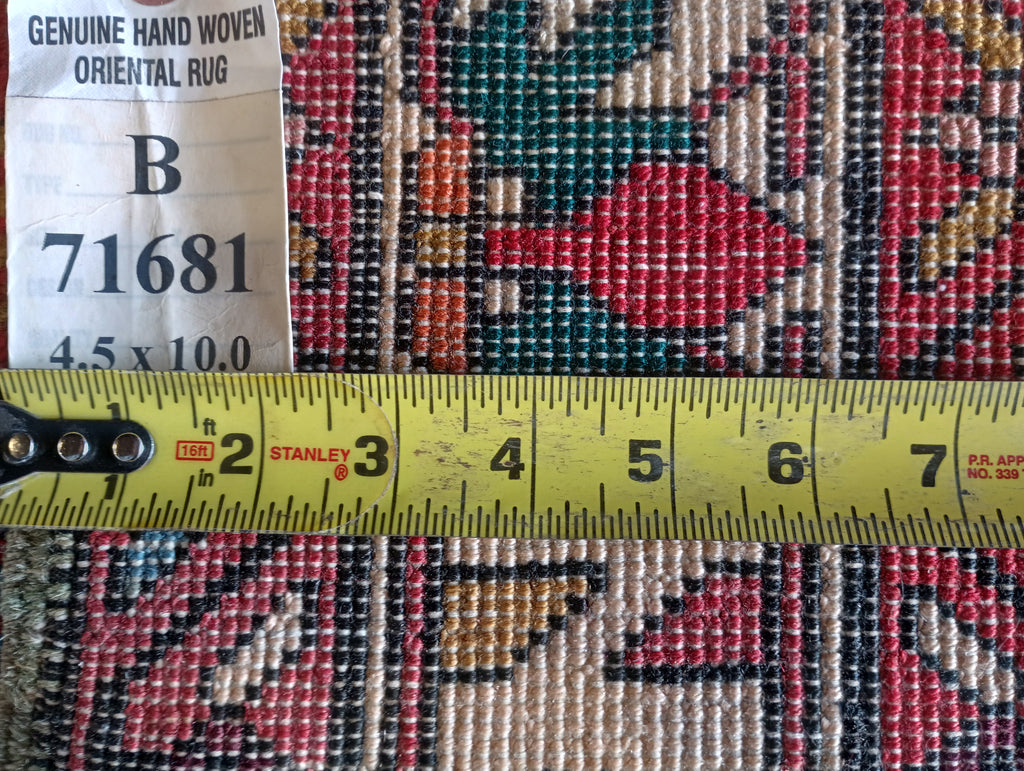 GENUINE HAND WOVEN
ORIENTAL RUG
B
71681
4.5 x 10.0
1 16ft ft in 2 STANLEY ® 3 4 5 6 7 P.R. APP
NO. 339
1